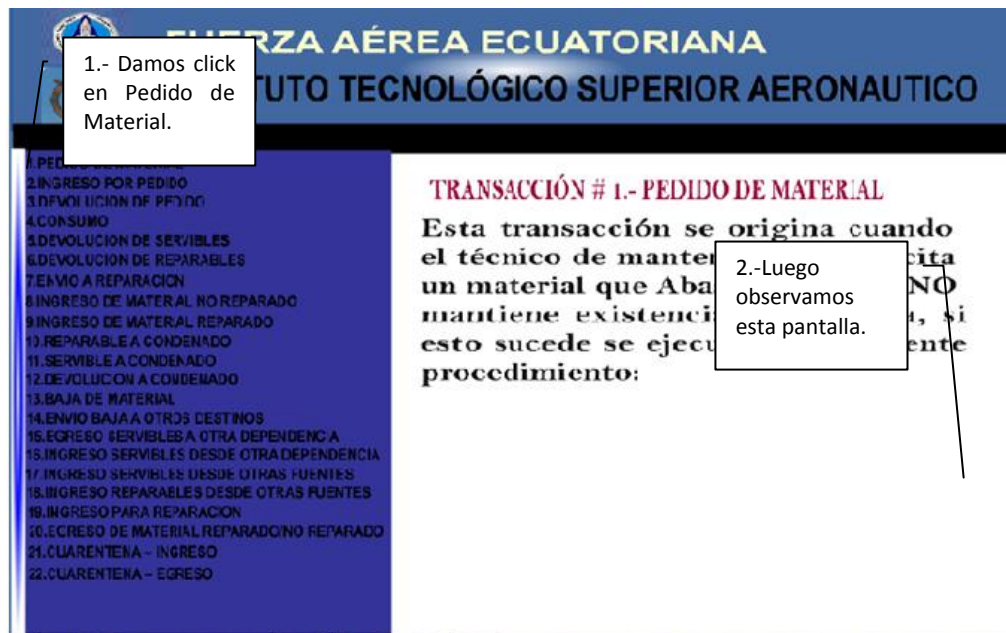 FUERZA AÉREA ECUATORIANA
TUTO TECNOLÓGICO SUPERIOR AERONAUTICO
1.- Damos click
en Pedido de
Material.
2.INGRESO POR PEDIDO
3.DEVOLUCION DE PEDIDO
4.CONSUMO
5.DEVOLUCION DE SERVIBLES
6.DEVOLUCION DE REPARABLES
7.ENVIO A REPARACION
8.INGRESO DE MATERIAL NO REPARADO
9.INGRESO DE MATERIAL REPARADO
10.REPARABLE A CONDENADO
11.SERVIBLE A CONDENADO
12.DEVOLUCION A CONDENADO
13.BAJA DE MATERIAL
14.ENVIO BAJA A OTROS DESTINOS
15.EGRESO SERVIBLES A OTRA DEPENDENCIA
16.INGRESO SERVIBLES DESDE OTRA DEPENDENCIA
17.INGRESO SERVIBLES DESDE OTRAS FUENTES
18.INGRESO REPARABLES DESDE OTRAS FUENTES
19.INGRESO PARA REPARACION
20.EGRESO DE MATERIAL REPARADO/NO REPARADO
21.CUARENTENA – INGRESO
22.CUARENTENA – EGRESO
TRANSACCIÓN # 1.- PEDIDO DE MATERIAL
Esta transacción se origina cuando
el técnico de mante cita
un material que Aba NO
mantiene existenci , si
esto sucede se ejecu ente
procedimiento:
2.-Luego
observamos
esta pantalla.